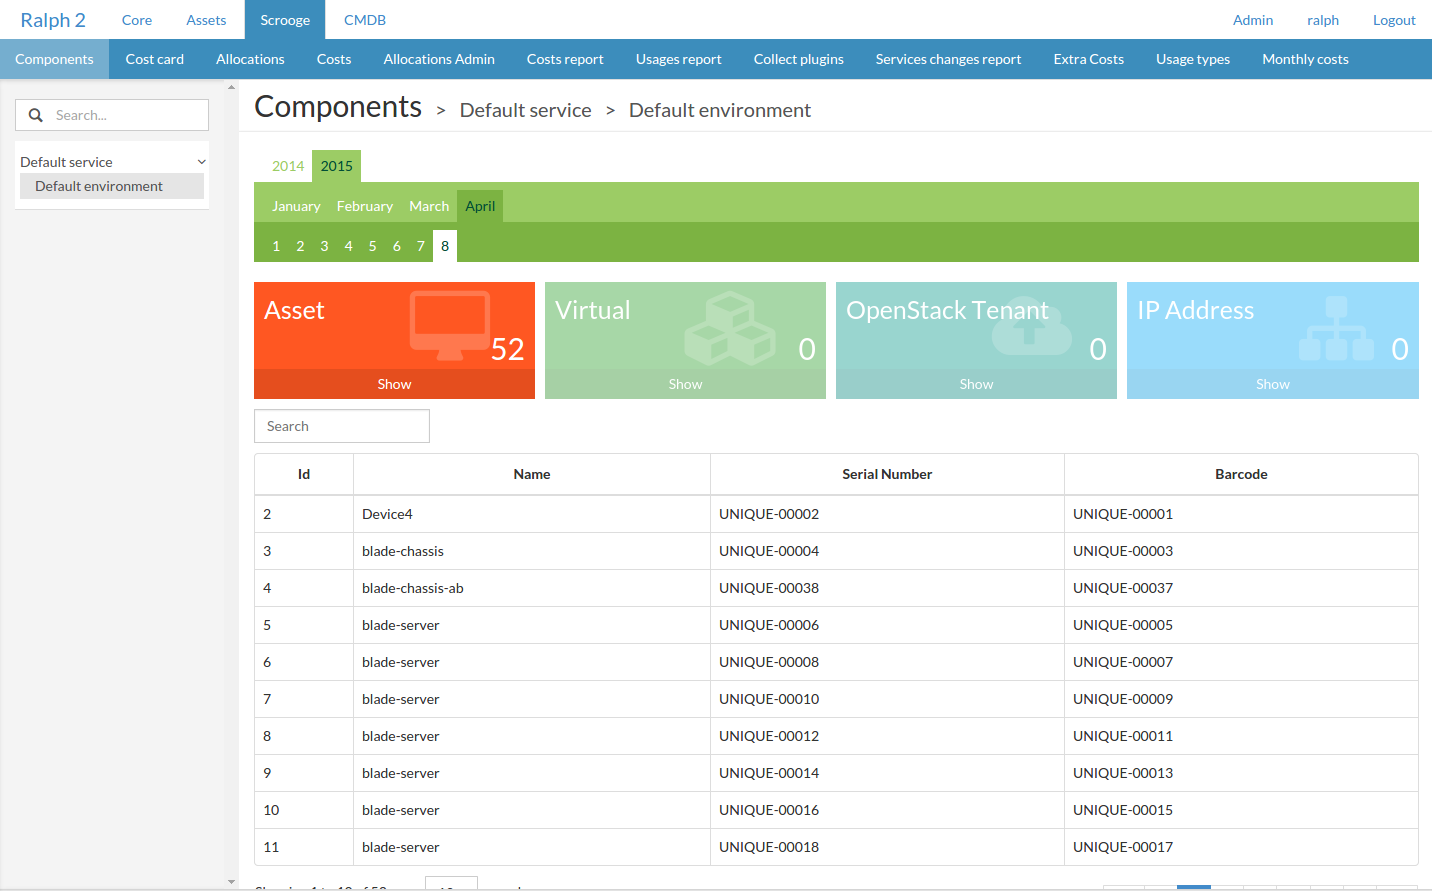 Ralph 2 Core Assets Scrooge CMDB Admin ralph Logout
Components Cost card Allocations Costs Allocations Admin Costs report Usages report Collect plugins Services changes report Extra Costs Usage types Monthly costs
Search...
Default service
Default environment
Components > Default service > Default environment
2014 2015
January February March April
1 2 3 4 5 6 7 8
Asset 52 Show
Virtual 0 Show
OpenStack Tenant 0 Show
IP Address 0 Show
Search
Id Name Serial Number Barcode
2 Device4 UNIQUE-00002 UNIQUE-00001
3 blade-chassis UNIQUE-00004 UNIQUE-00003
4 blade-chassis-ab UNIQUE-00038 UNIQUE-00037
5 blade-server UNIQUE-00006 UNIQUE-00005
6 blade-server UNIQUE-00008 UNIQUE-00007
7 blade-server UNIQUE-00010 UNIQUE-00009
8 blade-server UNIQUE-00012 UNIQUE-00011
9 blade-server UNIQUE-00014 UNIQUE-00013
10 blade-server UNIQUE-00016 UNIQUE-00015
11 blade-server UNIQUE-00018 UNIQUE-00017